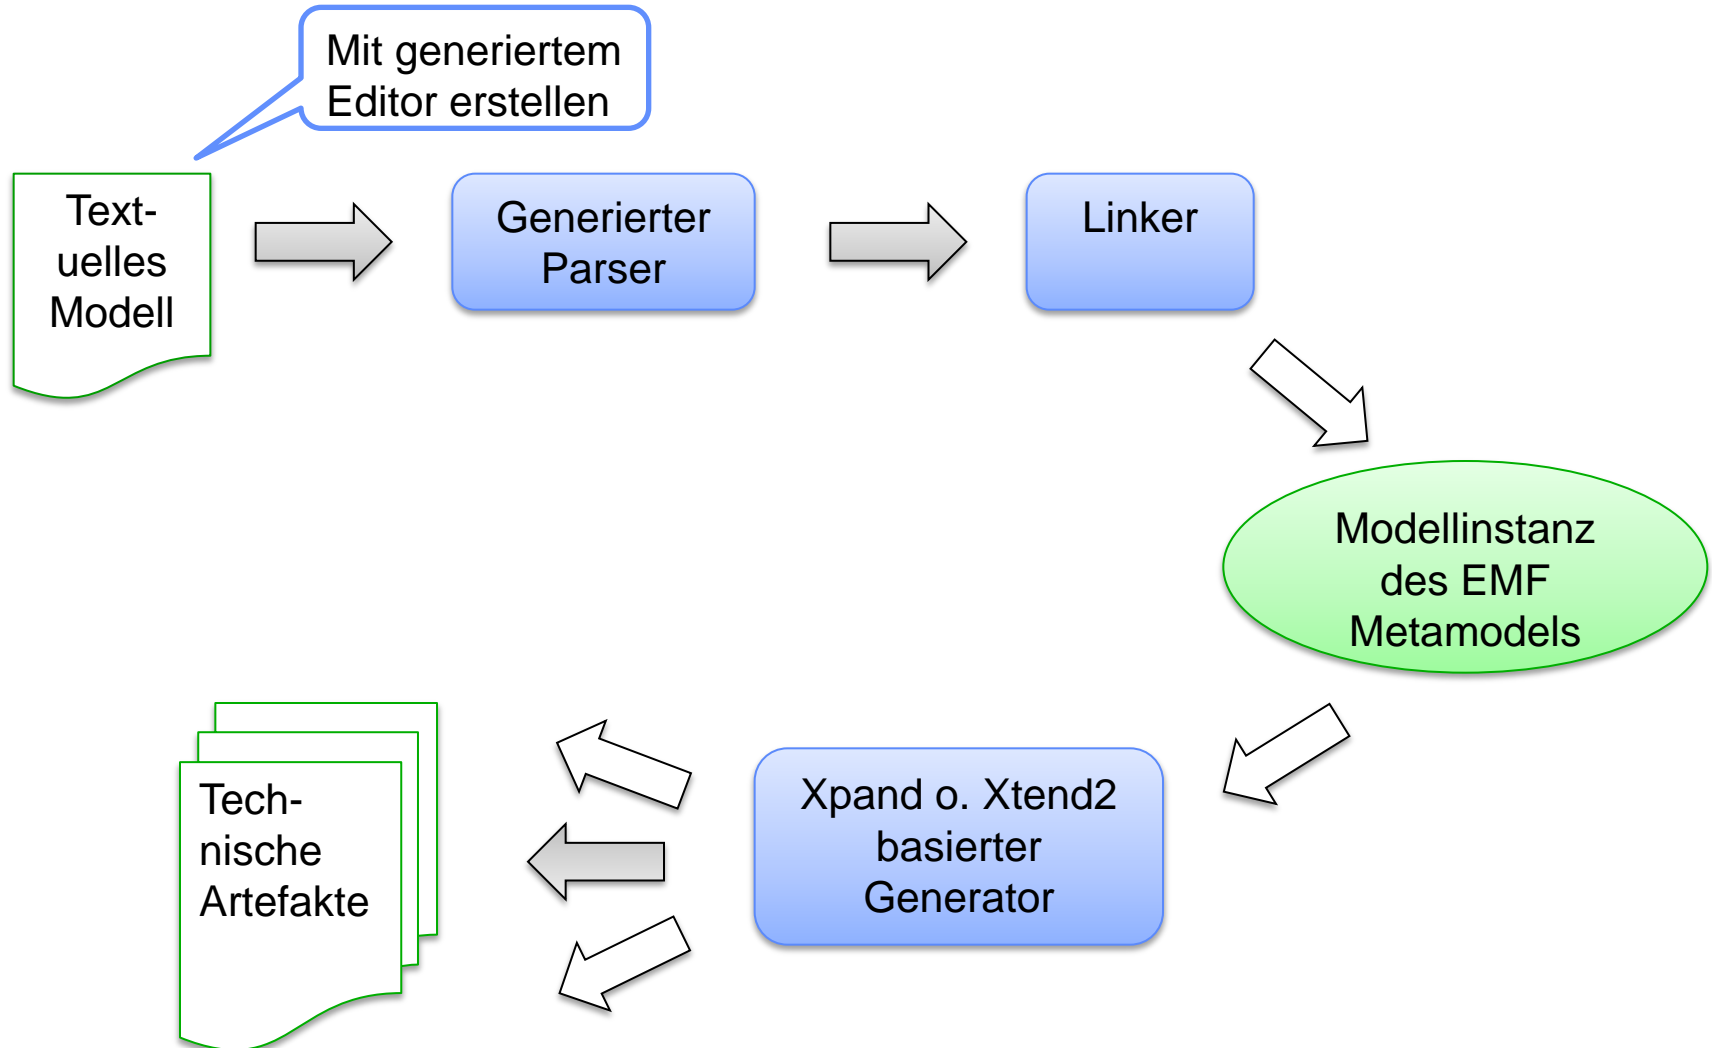 Mit generiertem
Editor erstellen
Text-
uelles
Modell
Generierter
Parser
Linker
Modellinstanz
des EMF
Metamodels
Xpand o. Xtend2
basierter
Generator
Tech-
nische
Artefakte